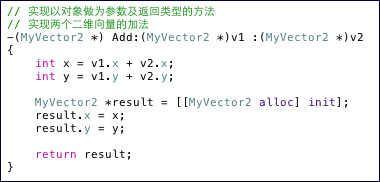 // 实现以对象做为参数及返回类型的方法
// 实现两个二维向量的加法
-(MyVector2 *) Add:(MyVector2 *)v1 :(MyVector2 *)v2
{
    int x = v1.x + v2.x;
    int y = v1.y + v2.y;

    MyVector2 *result = [[MyVector2 alloc] init];
    result.x = x;
    result.y = y;

    return result;
}